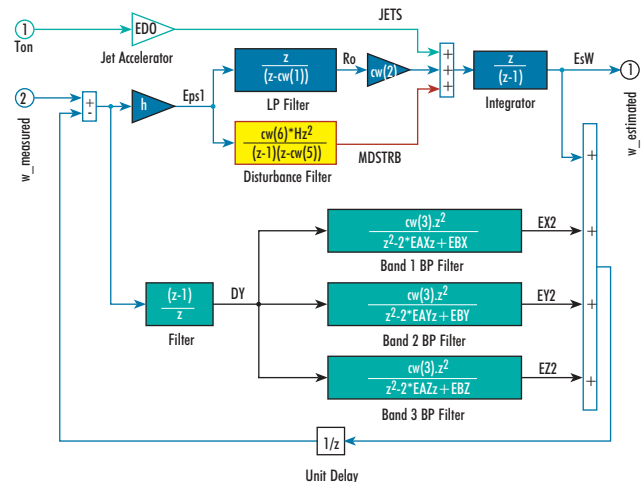 JETS
1
Ton
EDO
Jet Accelerator
z
(z-cw(1))
LP Filter
Ro
cw(2)
+
+
+
z
(z-1)
Integrator
EsW
1
w_estimated
2
w_measured
+
-
h
Eps1
cw(6)*Hz²
(z-1)(z-cw(5))
Disturbance Filter
MDSTRB
+
cw(3).z²
z²-2*EAXz+EBX
Band 1 BP Filter
EX2
+
(z-1)
z
Filter
DY
cw(3).z²
z²-2*EAYz+EBY
Band 2 BP Filter
EY2
+
cw(3).z²
z²-2*EAZz+EBZ
Band 3 BP Filter
EZ2
+
1/z
Unit Delay